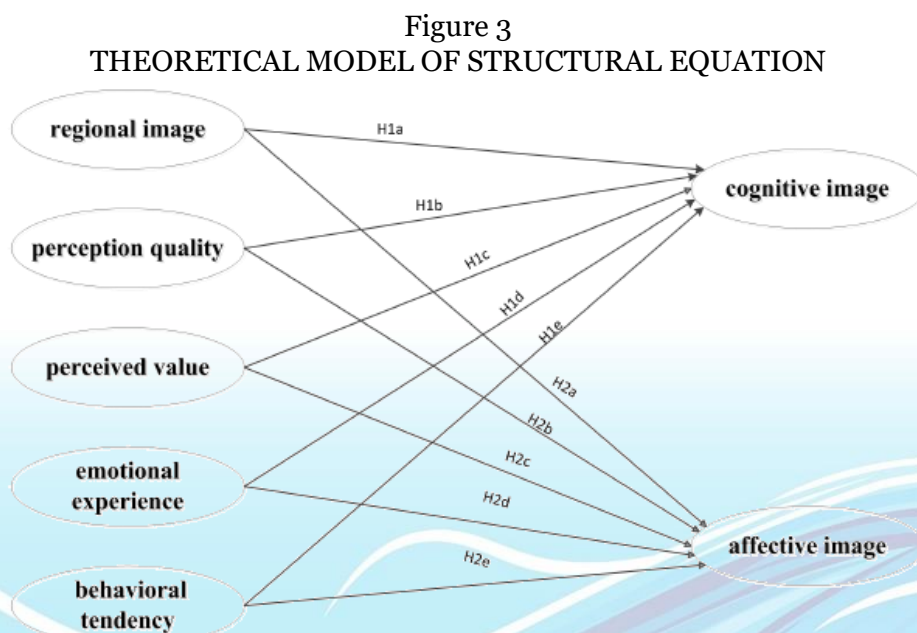 Figure 3
THEORETICAL MODEL OF STRUCTURAL EQUATION
regional image
H1a
cognitive image
H1b
perception quality
H1c
H1d
H1e
perceived value
H2a
H2b
H2c
emotional
experience
H2d
affective image
H2e
behavioral
tendency